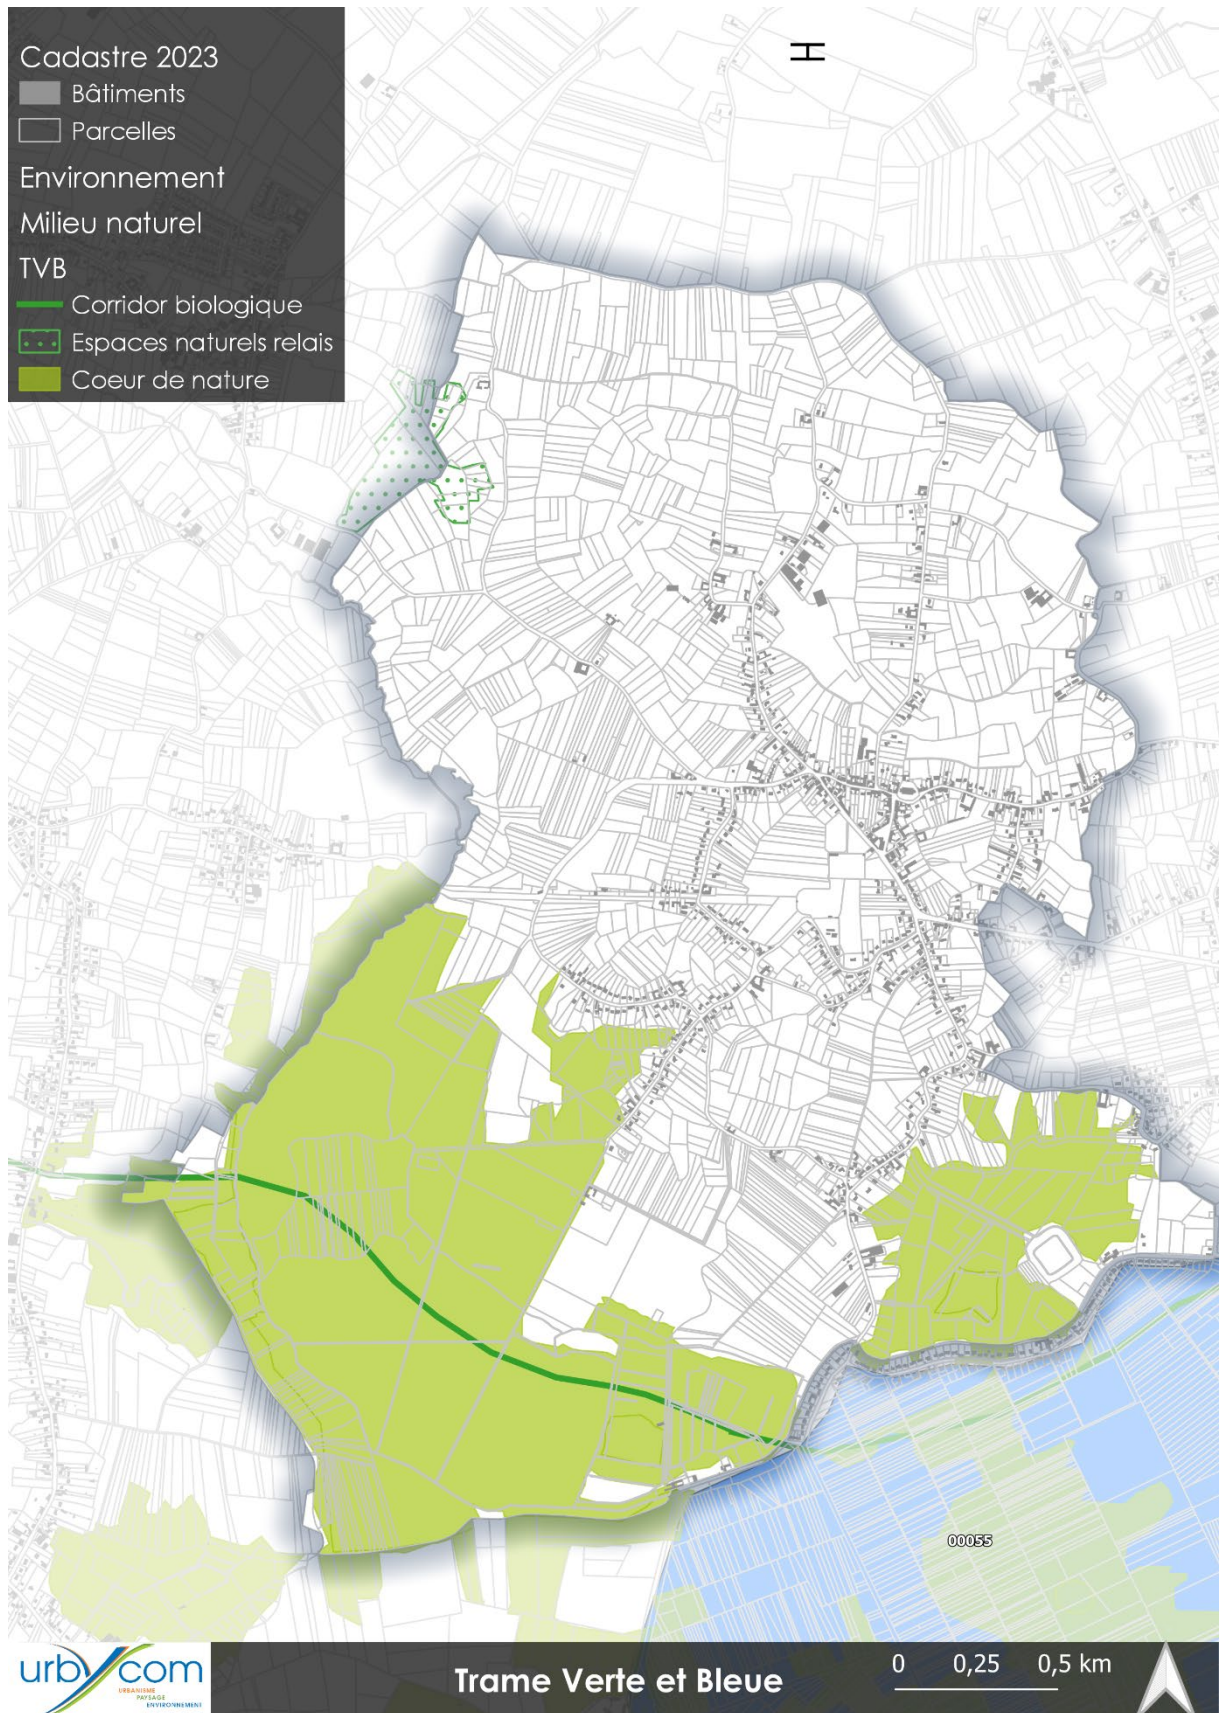 Cadastre 2023
Bâtiments
Parcelles
Environnement
Milieu naturel
TVB
Corridor biologique
Espaces naturels relais
Coeur de nature
00055
urbycom
URBANISME
PAYSAGE
ENVIRONNEMENT
Trame Verte et Bleue
0 0,25 0,5 km